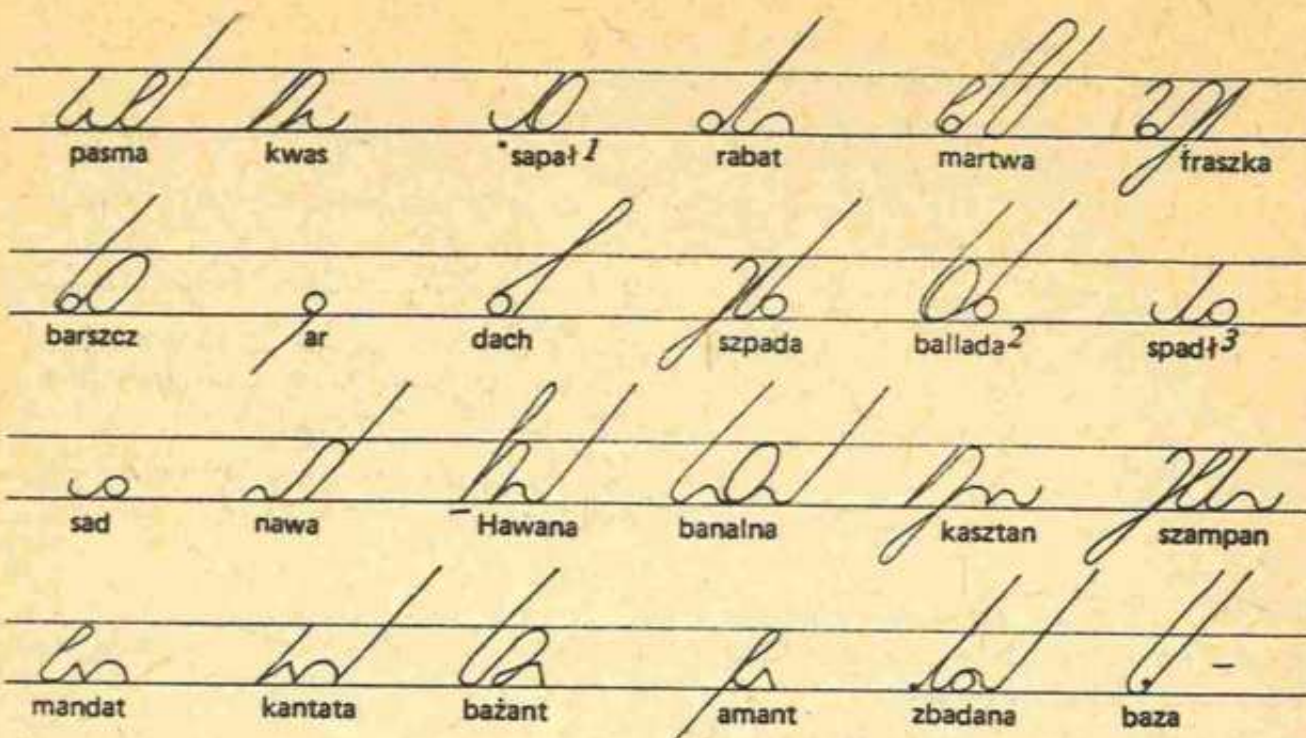 pasma kwas *sapał 1 rabat martwa fraszka
barszcz ar dach szpada ballada 2 spadł 3
sad nawa Hawana banalna kasztan szampan
mandat kantata bażant amant zbadana baza